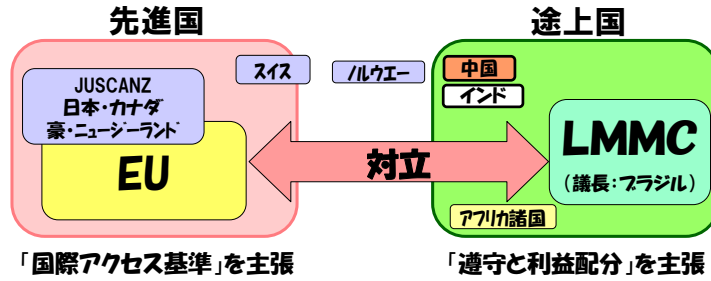 先進国
途上国
スイス
ノルウエー
中国
インド
JUSCANZ
日本・カナダ
豪・ニュージーランド
EU
対立
LMMC
(議長:ブラジル)
アフリカ諸国
「国際アクセス基準」を主張
「遵守と利益配分」を主張